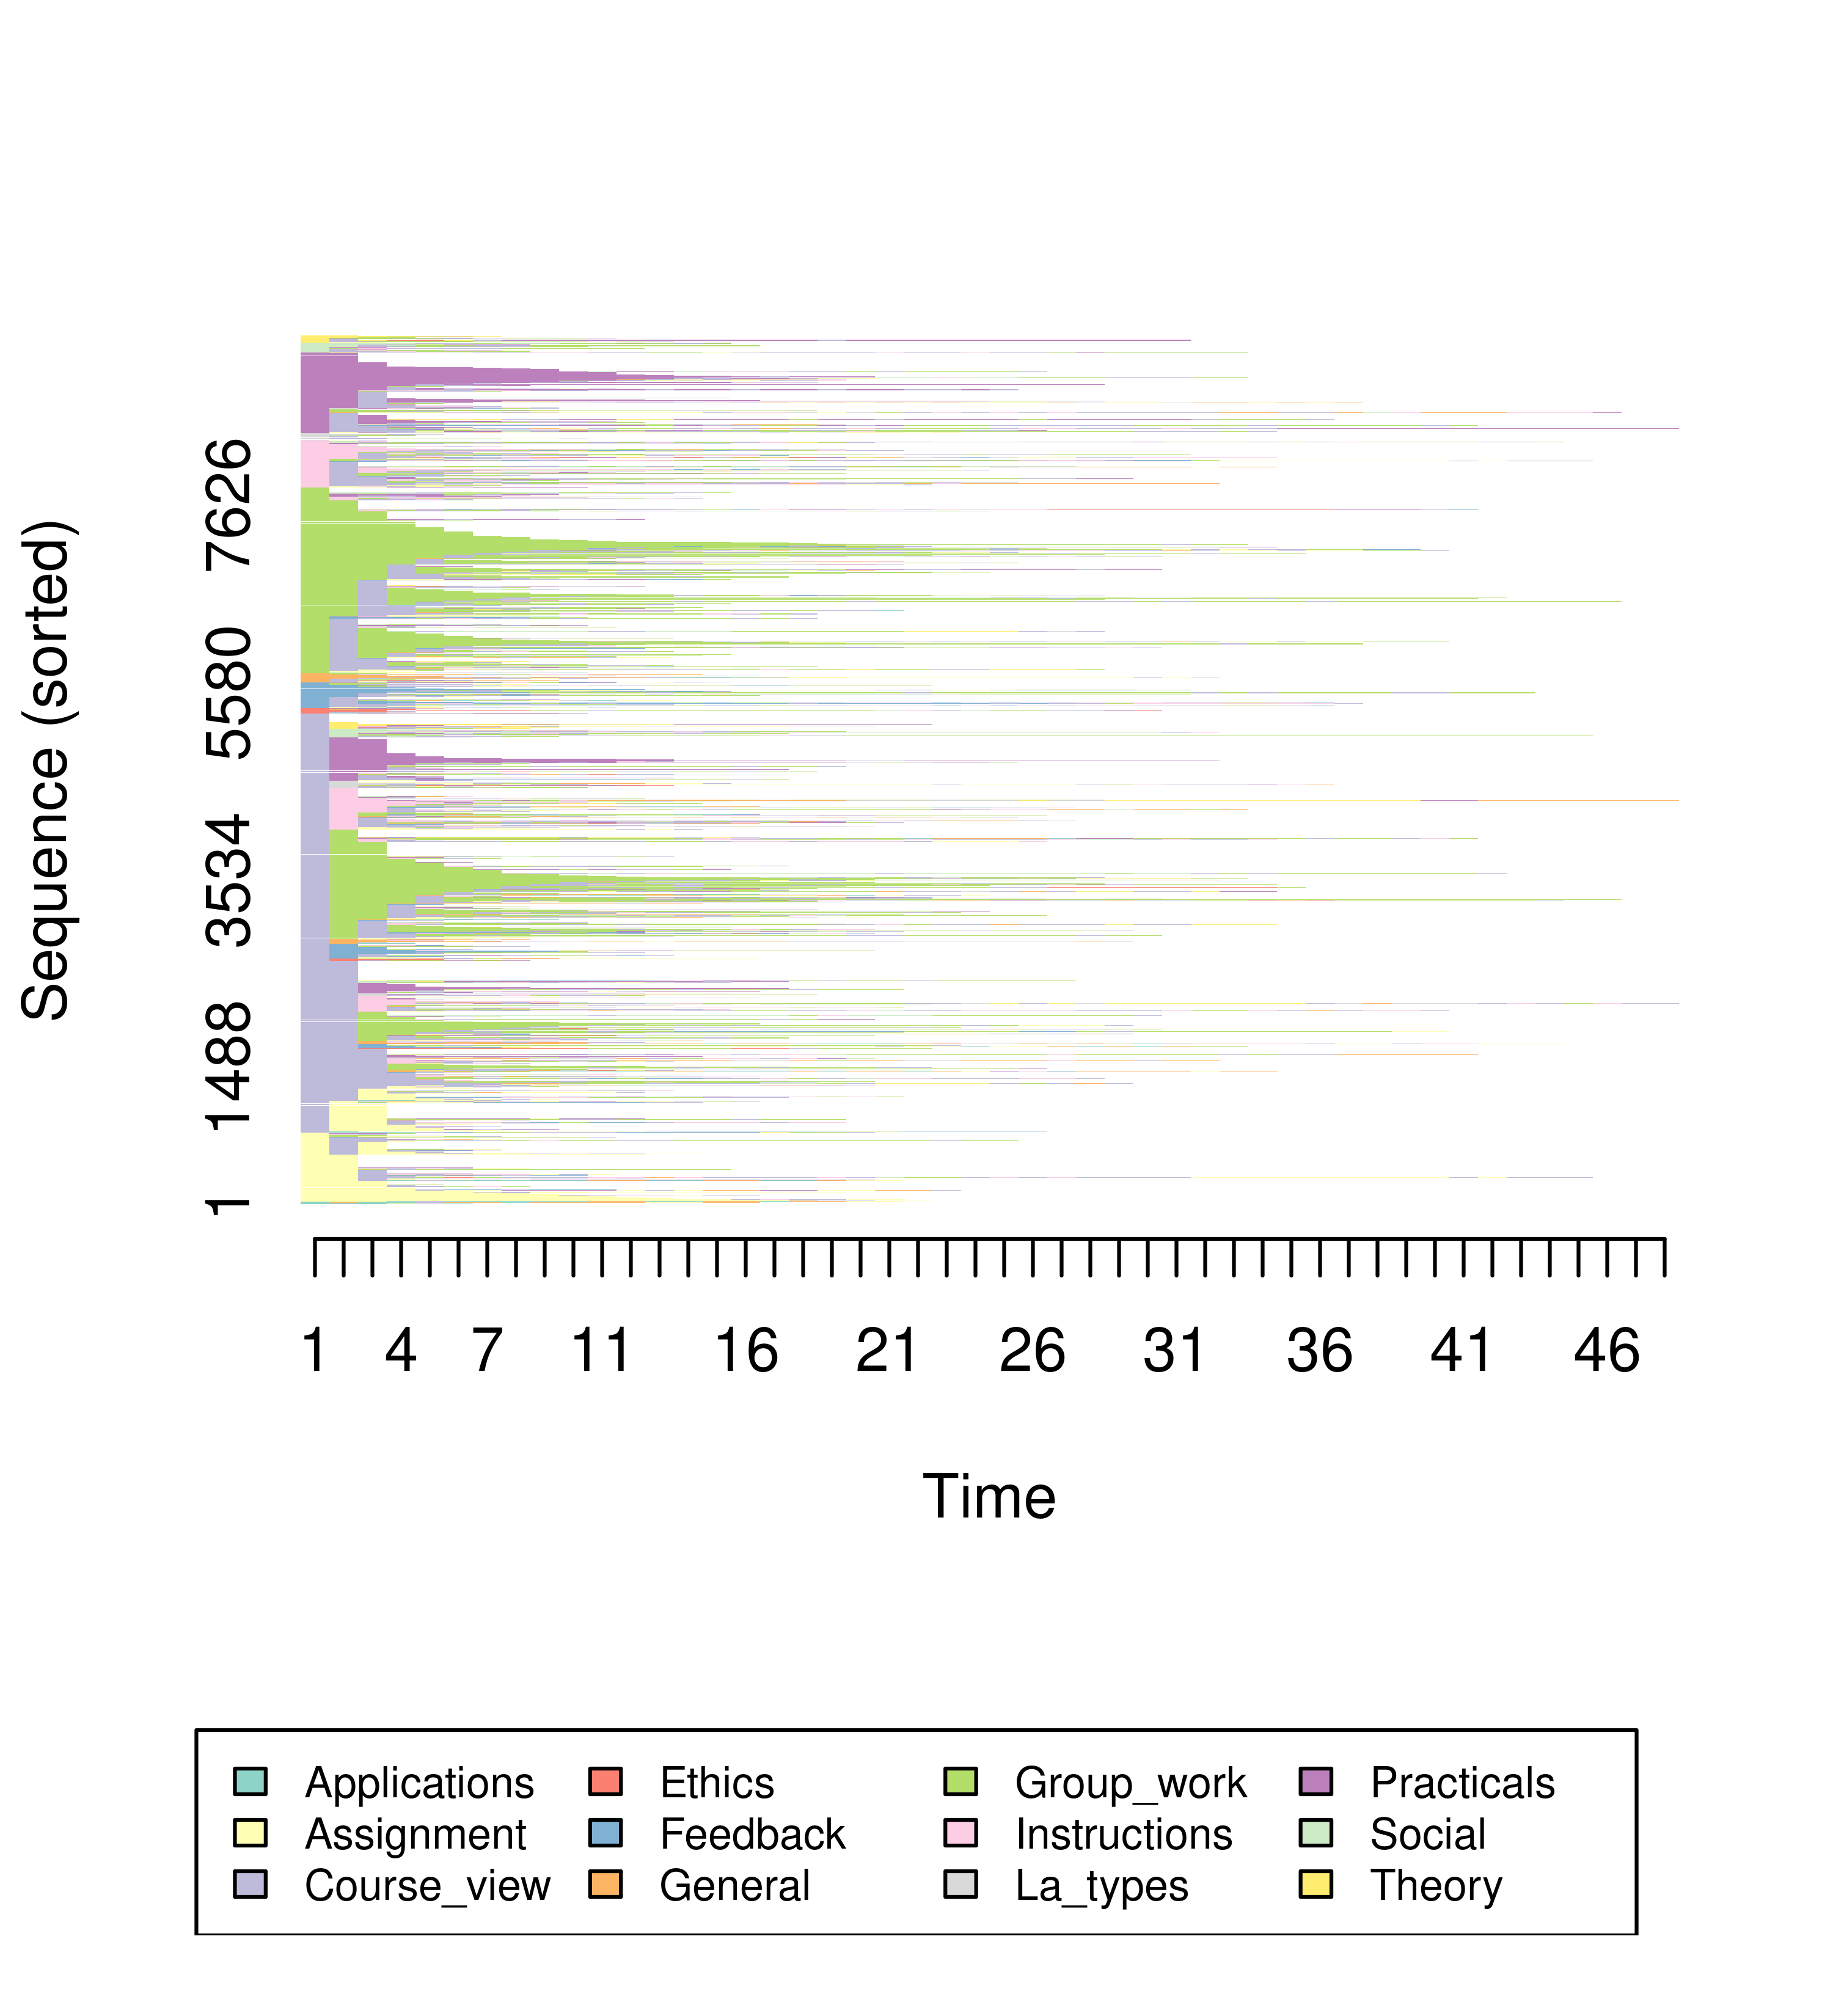 Sequence (sorted)
7626
5580
3534
1488
1
1 4 7 11 16 21 26 31 36 41 46
Time
Applications Ethics Group_work Practicals
Assignment Feedback Instructions Social
Course_view General La_types Theory